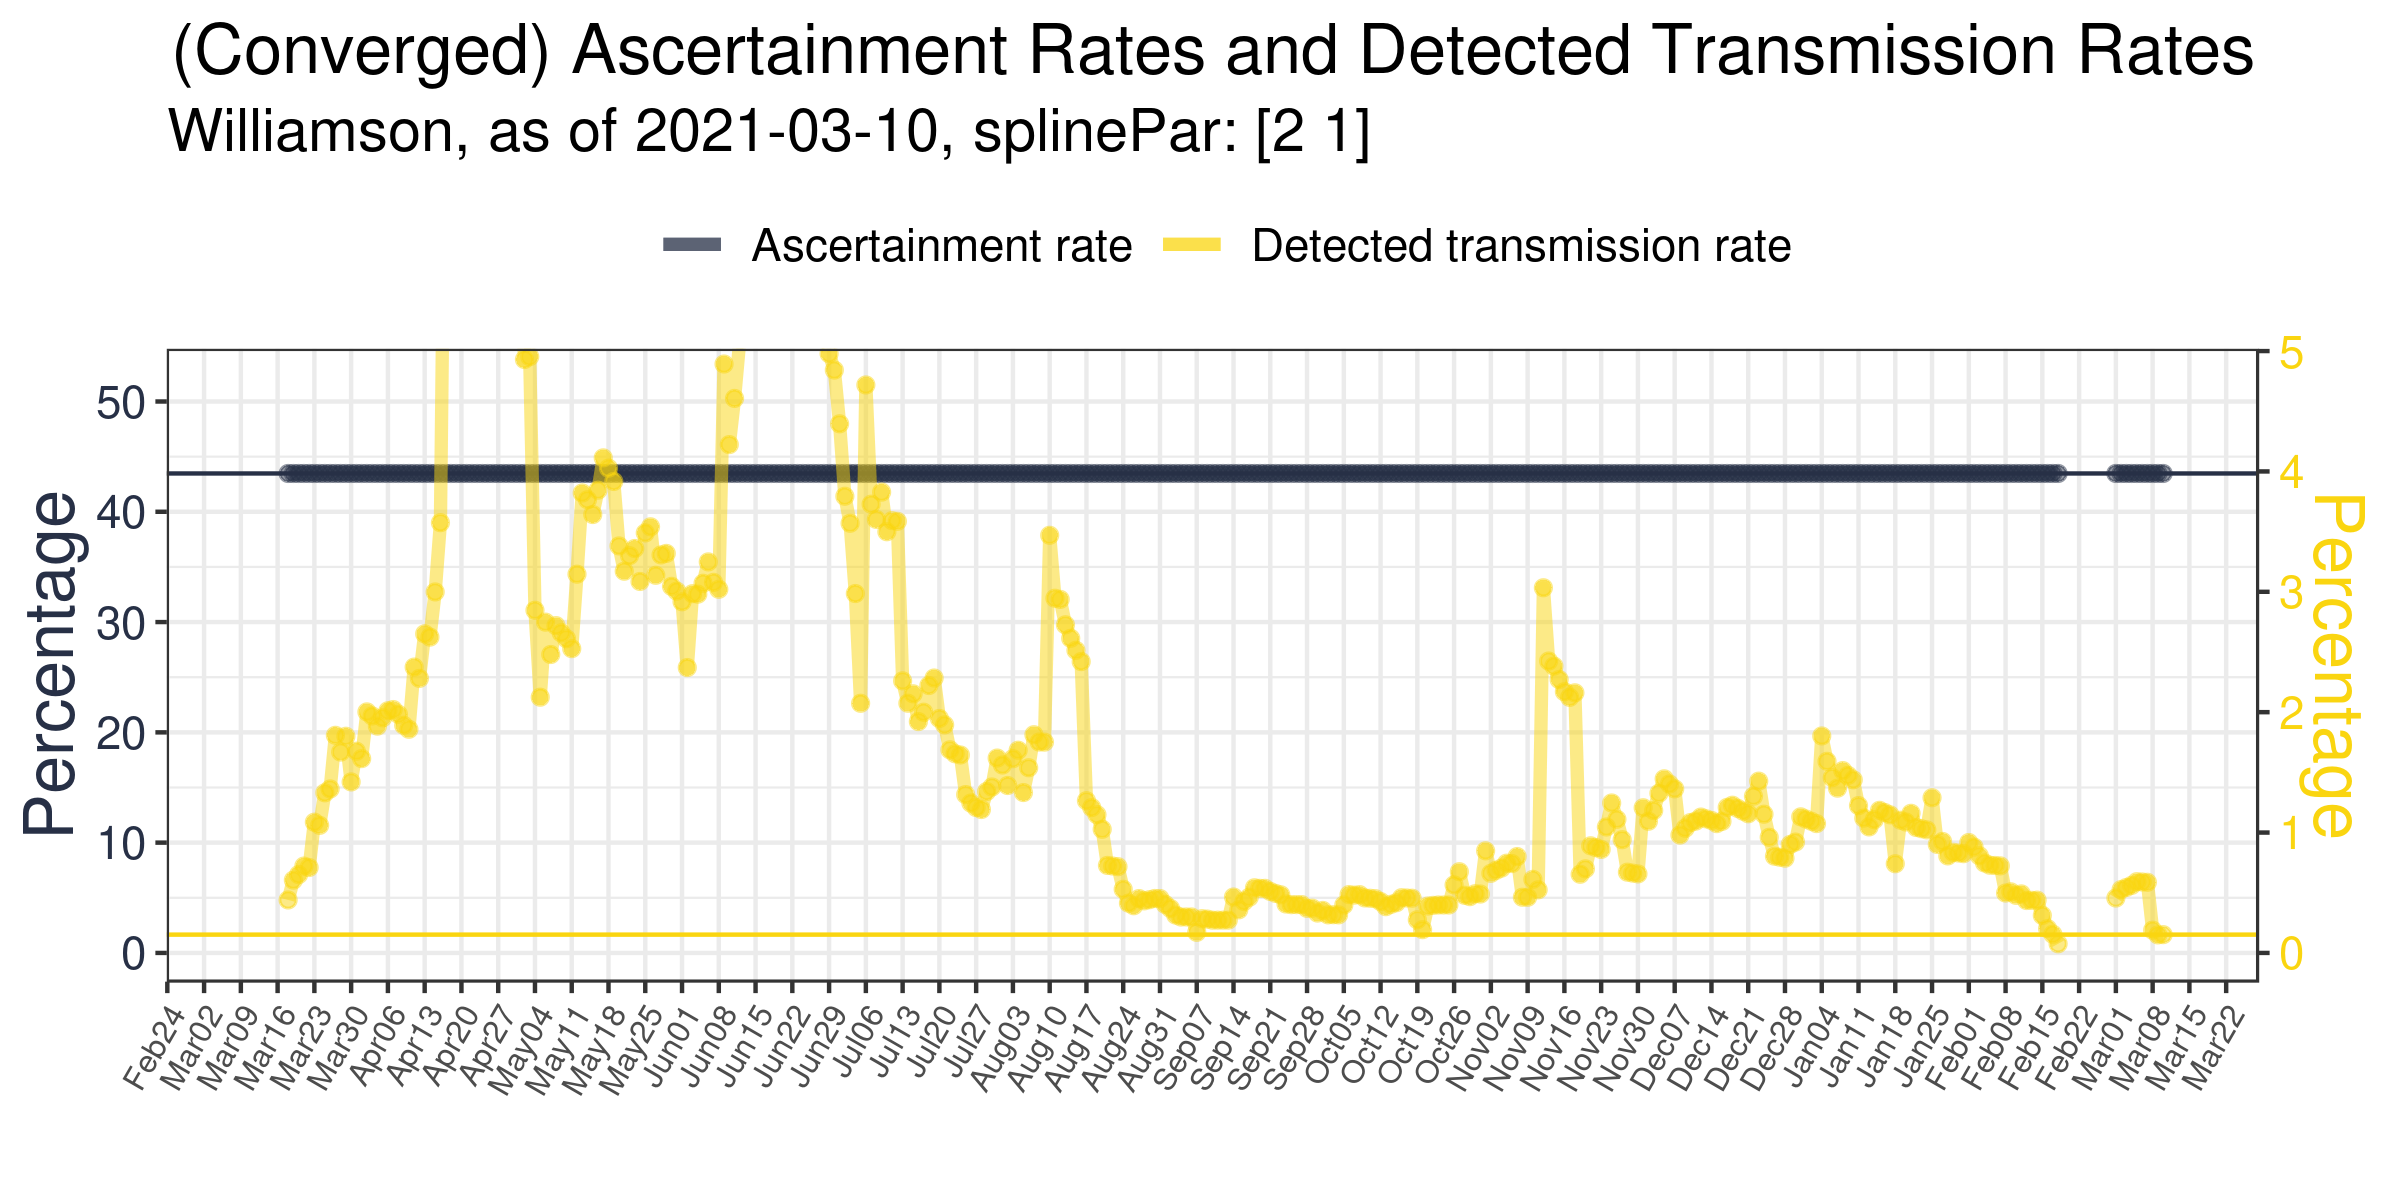 (Converged) Ascertainment Rates and Detected Transmission Rates
Williamson, as of 2021-03-10, splinePar: [2 1]
Ascertainment rate Detected transmission rate
Percentage
50
40
30
20
10
0
5
4
3
2
1
0
Percentage
Feb24 Mar02 Mar09 Mar16 Mar23 Mar30 Apr06 Apr13 Apr20 Apr27 May04 May11 May18 May25 Jun01 Jun08 Jun15 Jun22 Jun29 Jul06 Jul13 Jul20 Jul27 Aug03 Aug10 Aug17 Aug24 Aug31 Sep07 Sep14 Sep21 Sep28 Oct05 Oct12 Oct19 Oct26 Nov02 Nov09 Nov16 Nov23 Nov30 Dec07 Dec14 Dec21 Dec28 Jan04 Jan11 Jan18 Jan25 Feb01 Feb08 Feb15 Feb22 Mar01 Mar08 Mar15 Mar22